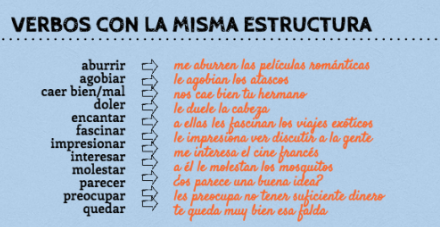 VERBOS CON LA MISMA ESTRUCTURA
aburrir
agobiar
caer bien/mal
doler
encantar
fascinar
impresionar
interesar
molestar
parecer
preocupar
quedar
me aburren las películas románticas
le agobian los atascos
nos cae bien tu hermano
le duele la cabeza
a ellas les fascinan los viajes exóticos
le impresiona ver discutir a la gente
me interesa el cine francés
a él le molestan los mosquitos
¿os parece una buena idea?
les preocupa no tener suficiente dinero
te queda muy bien esa falda